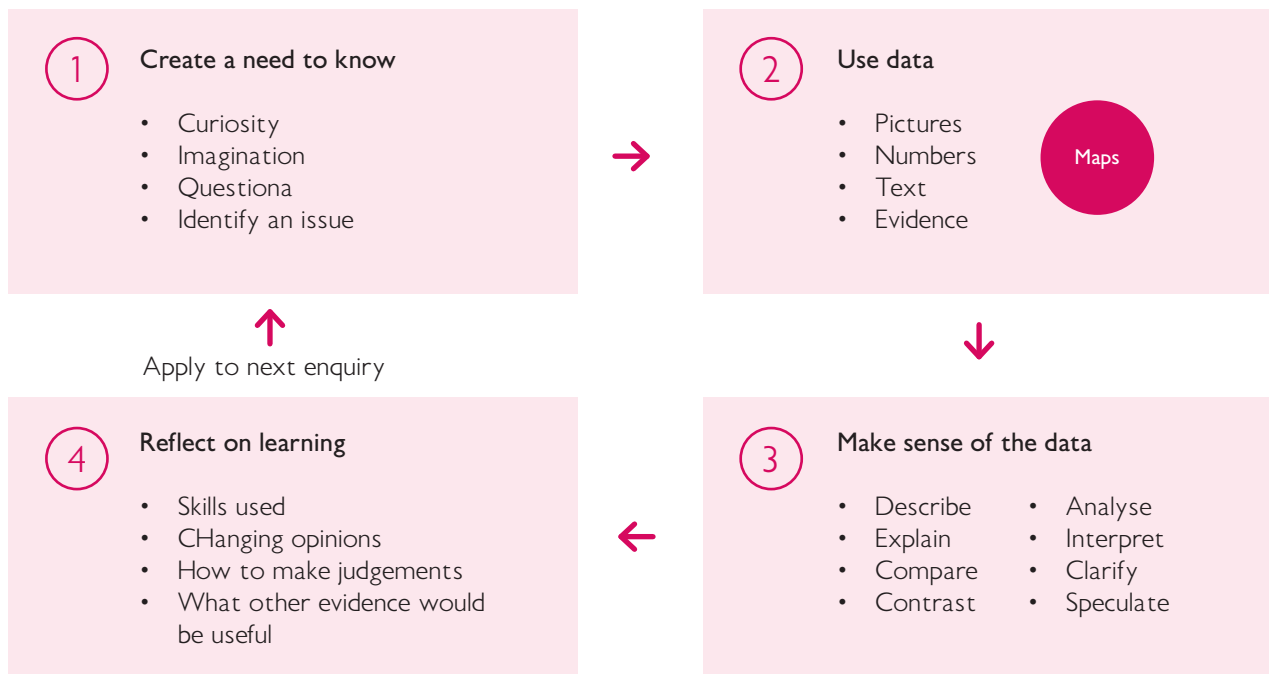 1
Create a need to know
• Curiosity
• Imagination
• Questiona
• Identify an issue
2
Use data
• Pictures
• Numbers
• Text
• Evidence
Maps
3
Make sense of the data
• Describe
• Explain
• Compare
• Contrast
• Analyse
• Interpret
• Clarify
• Speculate
4
Reflect on learning
• Skills used
• CHanging opinions
• How to make judgements
• What other evidence would
be useful
Apply to next enquiry